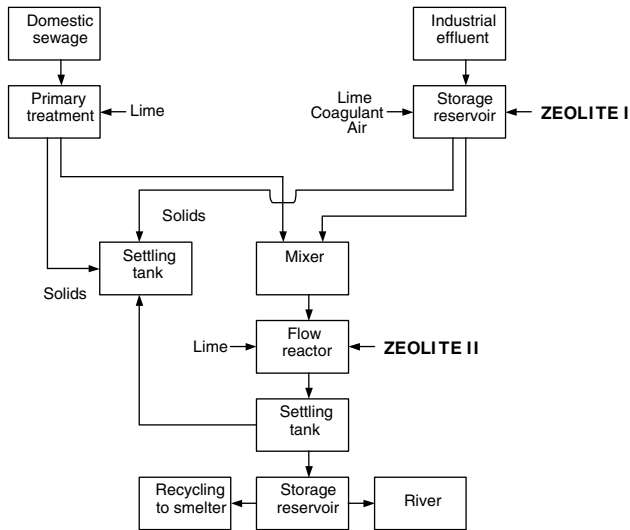 Domestic
sewage
Industrial
effluent
Primary
treatment
Lime
Lime
Coagulant
Air
Storage
reservoir
ZEOLITE I
Solids
Settling
tank
Solids
Mixer
Lime
Flow
reactor
ZEOLITE II
Settling
tank
Recycling
to smelter
Storage
reservoir
River